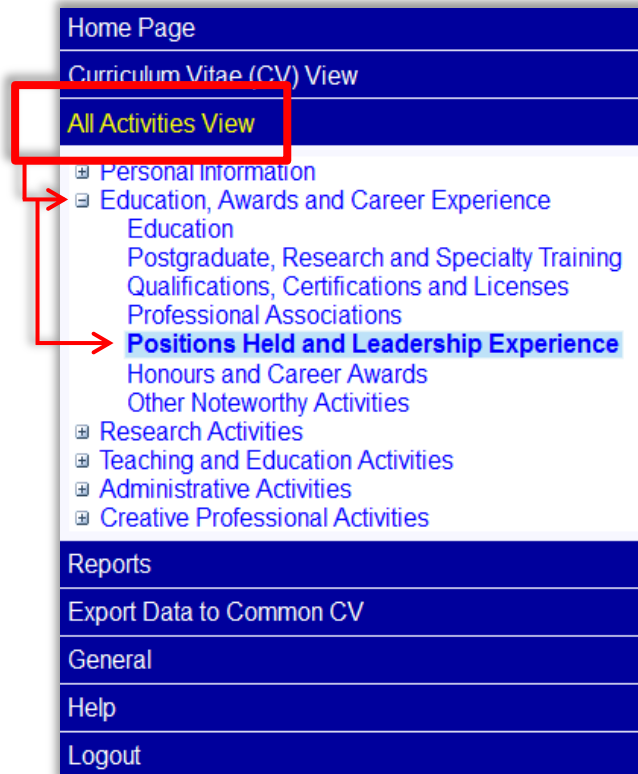 Home Page
Curriculum Vitae (CV) View
All Activities View
Personal Information
Education, Awards and Career Experience
Education
Postgraduate, Research and Specialty Training
Qualifications, Certifications and Licenses
Professional Associations
Positions Held and Leadership Experience
Honours and Career Awards
Other Noteworthy Activities
Research Activities
Teaching and Education Activities
Administrative Activities
Creative Professional Activities
Reports
Export Data to Common CV
General
Help
Logout